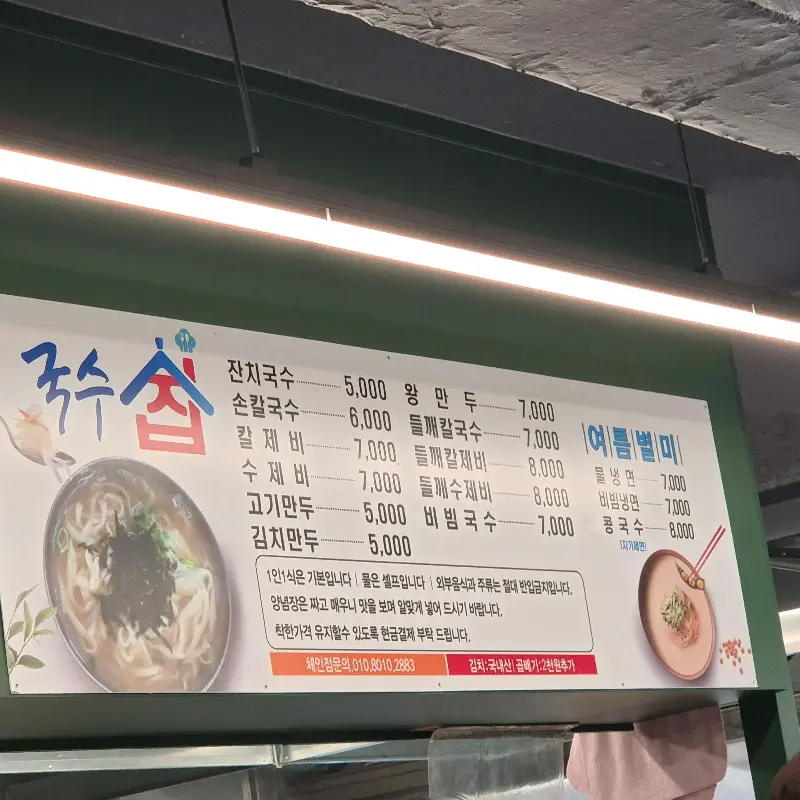 국수집
잔치국수 5,000
손칼국수 6,000
칼제비 7,000
수제비 7,000
고기만두 5,000
김치만두 5,000
왕만두 7,000
들깨칼국수 7,000
들깨칼제비 8,000
들깨수제비 8,000
비빔국수 7,000
여름별미
물냉면 7,000
비빔냉면 7,000
콩국수 8,000
(자가제면)
1인1식은 기본입니다 | 물은 셀프입니다 | 외부음식과 주류는 절대 반입금지입니다.
양념장은 짜고 매우니 맛을 보며 알맞게 넣어 드시기 바랍니다.
착한가격 유지할수 있도록 현금결제 부탁 드립니다.
체인점문의.010.8010.2883
김치:국내산| 곱빼기:2천원추가